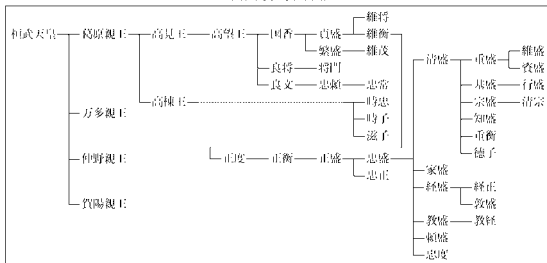 桓武天皇 葛原親王 高見王 高望王 国香 貞盛 維将
維衡
繁盛 維茂
良将 将門
良文 忠頼 忠常
高棟王 時忠
時子
滋子
万多親王
仲野親王
賀陽親王
正度 正衡 正盛 忠盛
忠正
清盛 重盛 維盛
資盛
基盛 行盛
宗盛 清宗
知盛
重衡
徳子
家盛
経盛 経正
敦盛
教盛 教経
頼盛
忠度